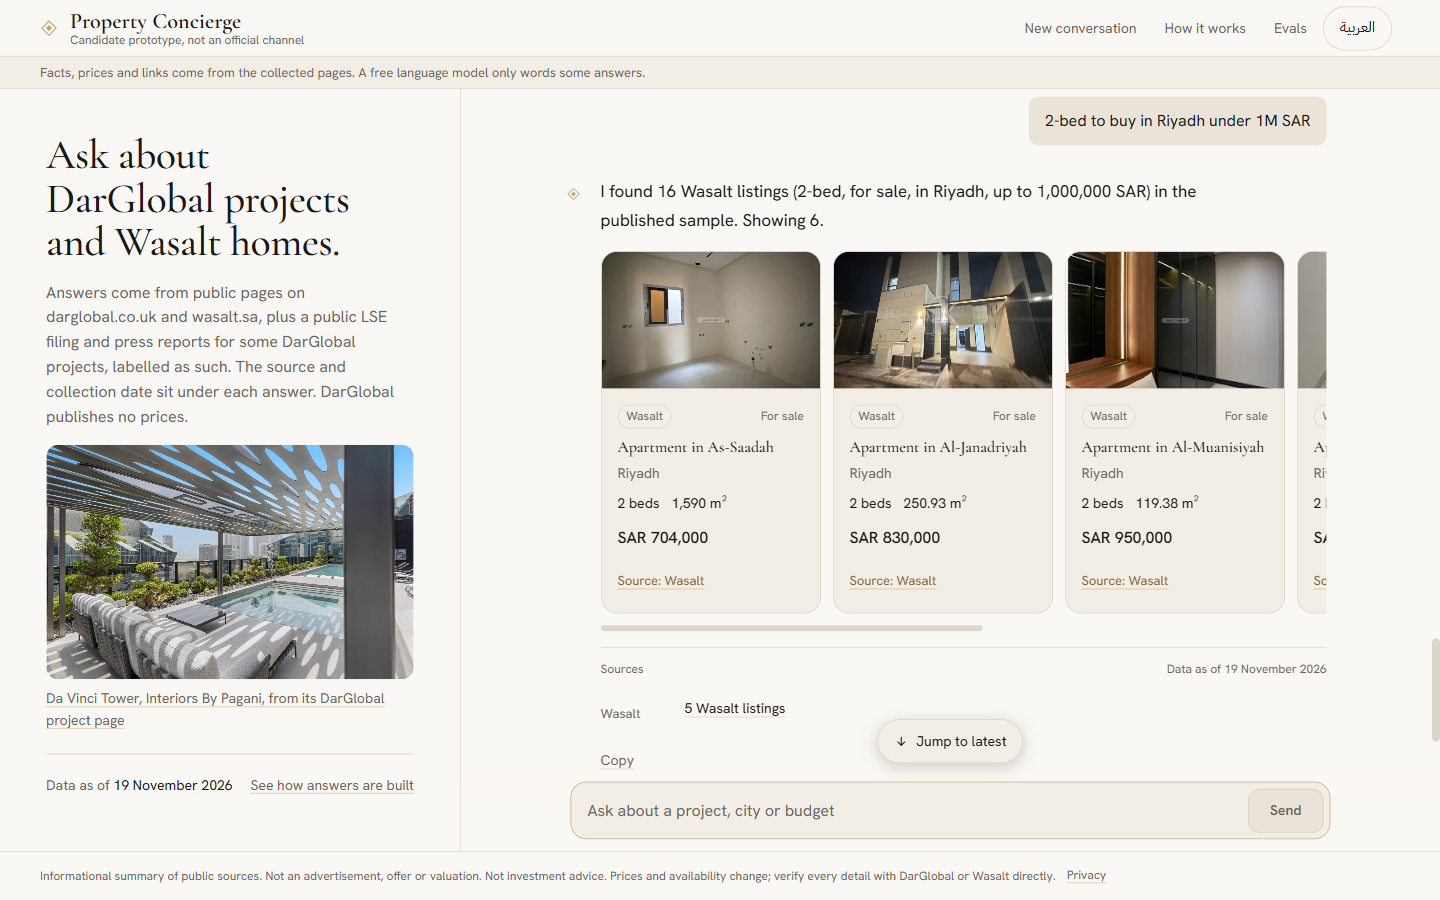 Property Concierge
Candidate prototype, not an official channel
New conversation
How it works
Evals
العربية
Facts, prices and links come from the collected pages. A free language model only words some answers.
Ask about
DarGlobal projects
and Wasalt homes.
Answers come from public pages on
darglobal.co.uk and wasalt.sa, plus a public LSE
filing and press reports for some DarGlobal
projects, labelled as such. The source and
collection date sit under each answer. DarGlobal
publishes no prices.
Da Vinci Tower, Interiors By Pagani, from its DarGlobal
project page
Data as of 19 November 2026
See how answers are built
2-bed to buy in Riyadh under 1M SAR
I found 16 Wasalt listings (2-bed, for sale, in Riyadh, up to 1,000,000 SAR) in the
published sample. Showing 6.
Wasalt
For sale
Apartment in As-Saadah
Riyadh
2 beds 1,590 m²
SAR 704,000
Source: Wasalt
Wasalt
For sale
Apartment in Al-Janadriyah
Riyadh
2 beds 250.93 m²
SAR 830,000
Source: Wasalt
Wasalt
For sale
Apartment in Al-Muanisiyah
Riyadh
2 beds 119.38 m²
SAR 950,000
Source: Wasalt
Sources
Data as of 19 November 2026
Wasalt
5 Wasalt listings
Copy
↓ Jump to latest
Ask about a project, city or budget
Send
Informational summary of public sources. Not an advertisement, offer or valuation. Not investment advice. Prices and availability change; verify every detail with DarGlobal or Wasalt directly.
Privacy